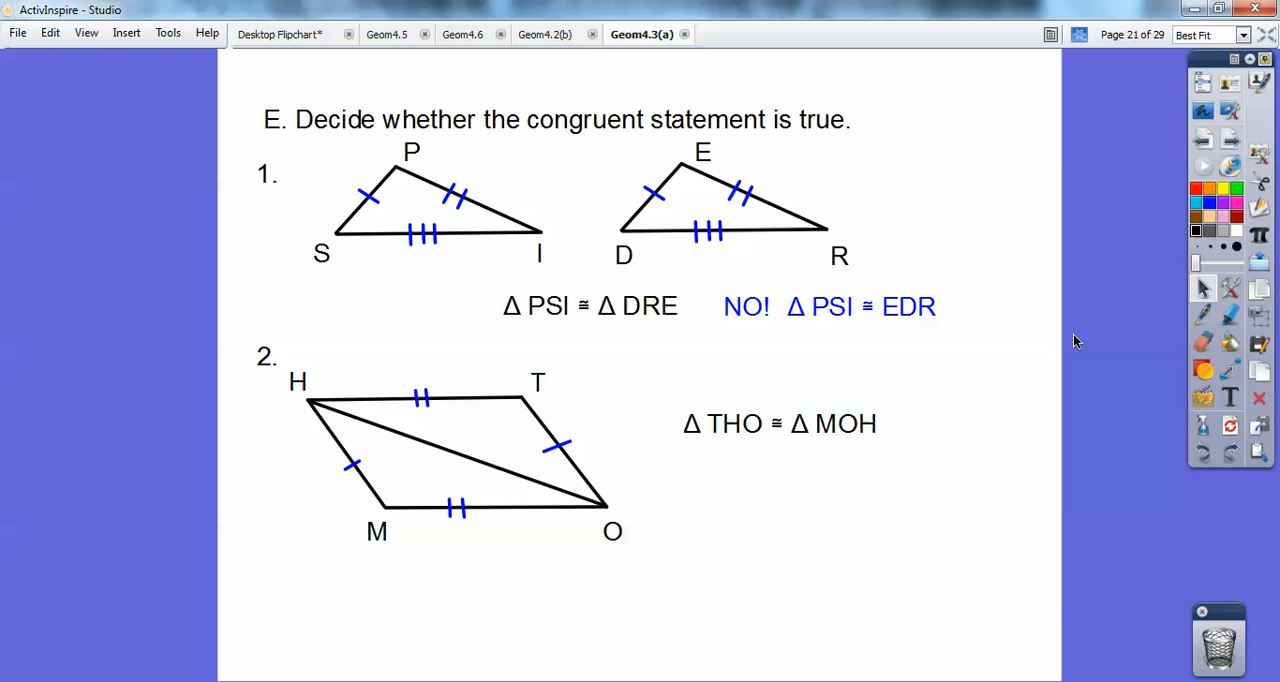 ActivInspire - Studio
File Edit View Insert Tools Help
Desktop Flipchart* Geom4.5 Geom4.6 Geom4.2(b) Geom4.3(a)
Page 21 of 29 Best Fit
E. Decide whether the congruent statement is true.
1.
P E
S I D R
Δ PSI ≅ Δ DRE NO! Δ PSI ≅ EDR
2.
H T
Δ THO ≅ Δ MOH
M O